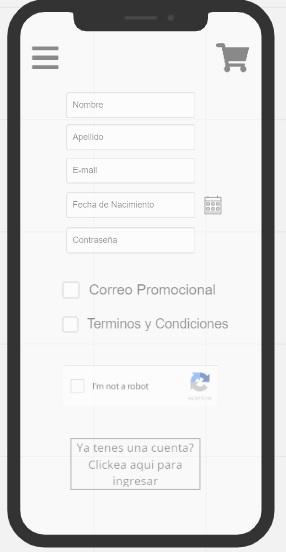 Nombre
Apellido
E-mail
Fecha de Nacimiento
Contraseña
Correo Promocional
Terminos y Condiciones
I'm not a robot
reCAPTCHA
Ya tenes una cuenta?
Clickea aqui para
ingresar